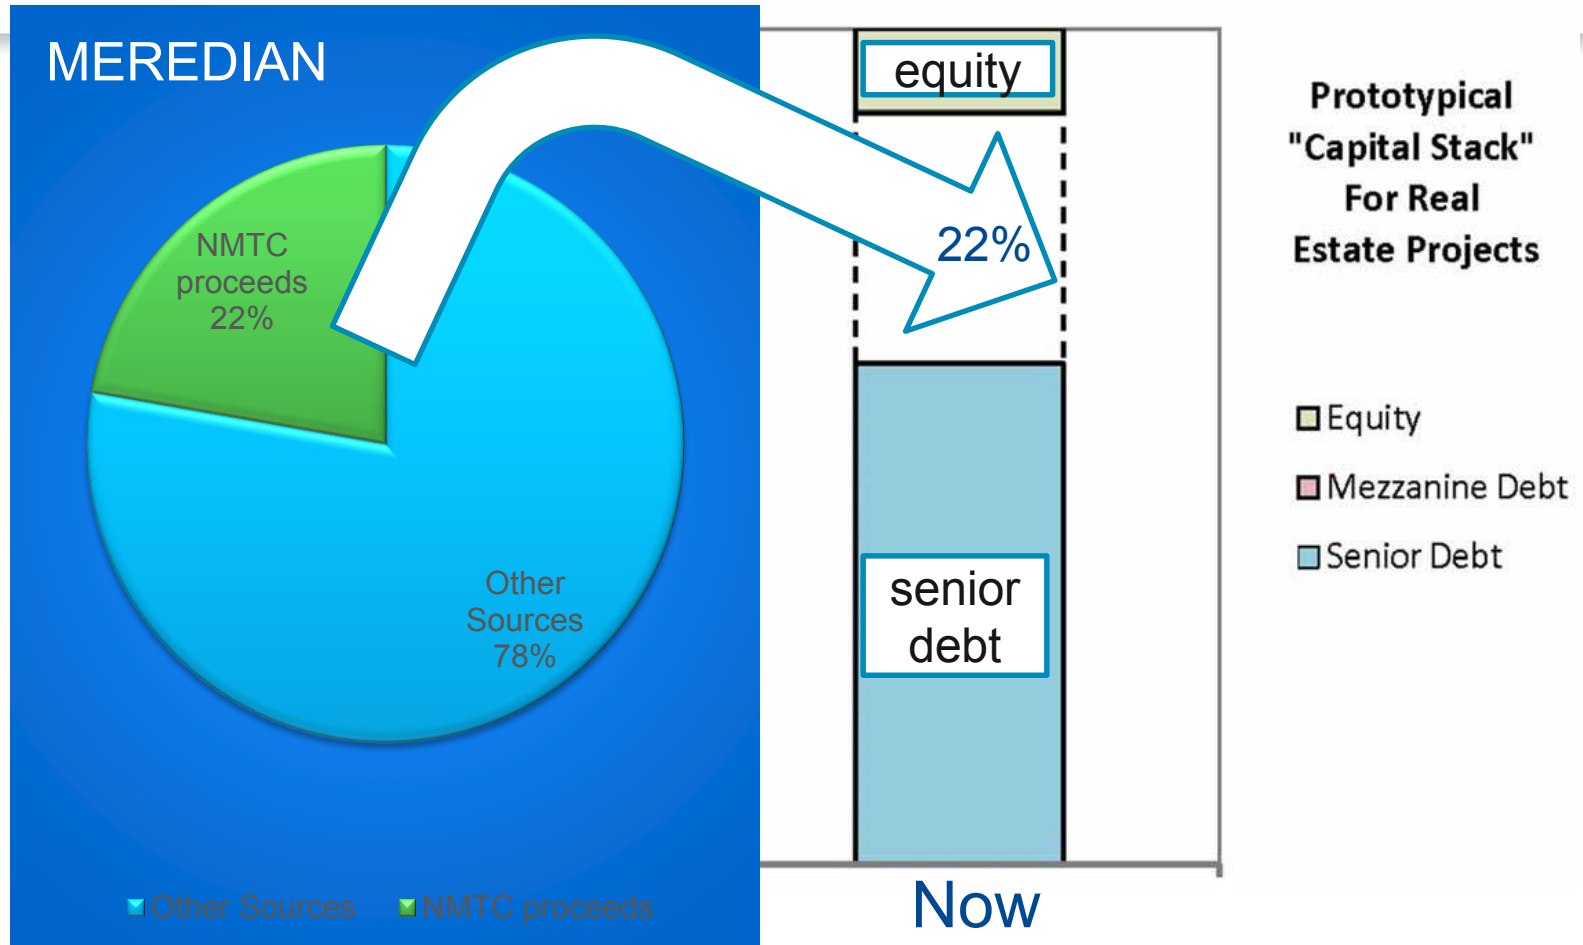 MEREDIAN
NMTC
proceeds
22%
Other
Sources
78%
Other Sources
NMTC proceeds
equity
22%
senior
debt
Now
Prototypical
"Capital Stack"
For Real
Estate Projects
Equity
Mezzanine Debt
Senior Debt